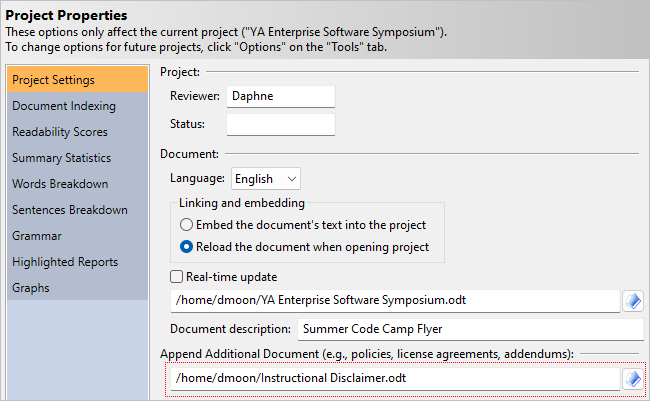 Project Properties
These options only affect the current project ("YA Enterprise Software Symposium").
To change options for future projects, click "Options" on the "Tools" tab.
Project Settings
Document Indexing
Readability Scores
Summary Statistics
Words Breakdown
Sentences Breakdown
Grammar
Highlighted Reports
Graphs
Project:
Reviewer: Daphne
Status:
Document:
Language: English
Linking and embedding
Embed the document's text into the project
Reload the document when opening project
Real-time update
/home/dmoon/YA Enterprise Software Symposium.odt
Document description: Summer Code Camp Flyer
Append Additional Document (e.g., policies, license agreements, addendums):
/home/dmoon/Instructional Disclaimer.odt